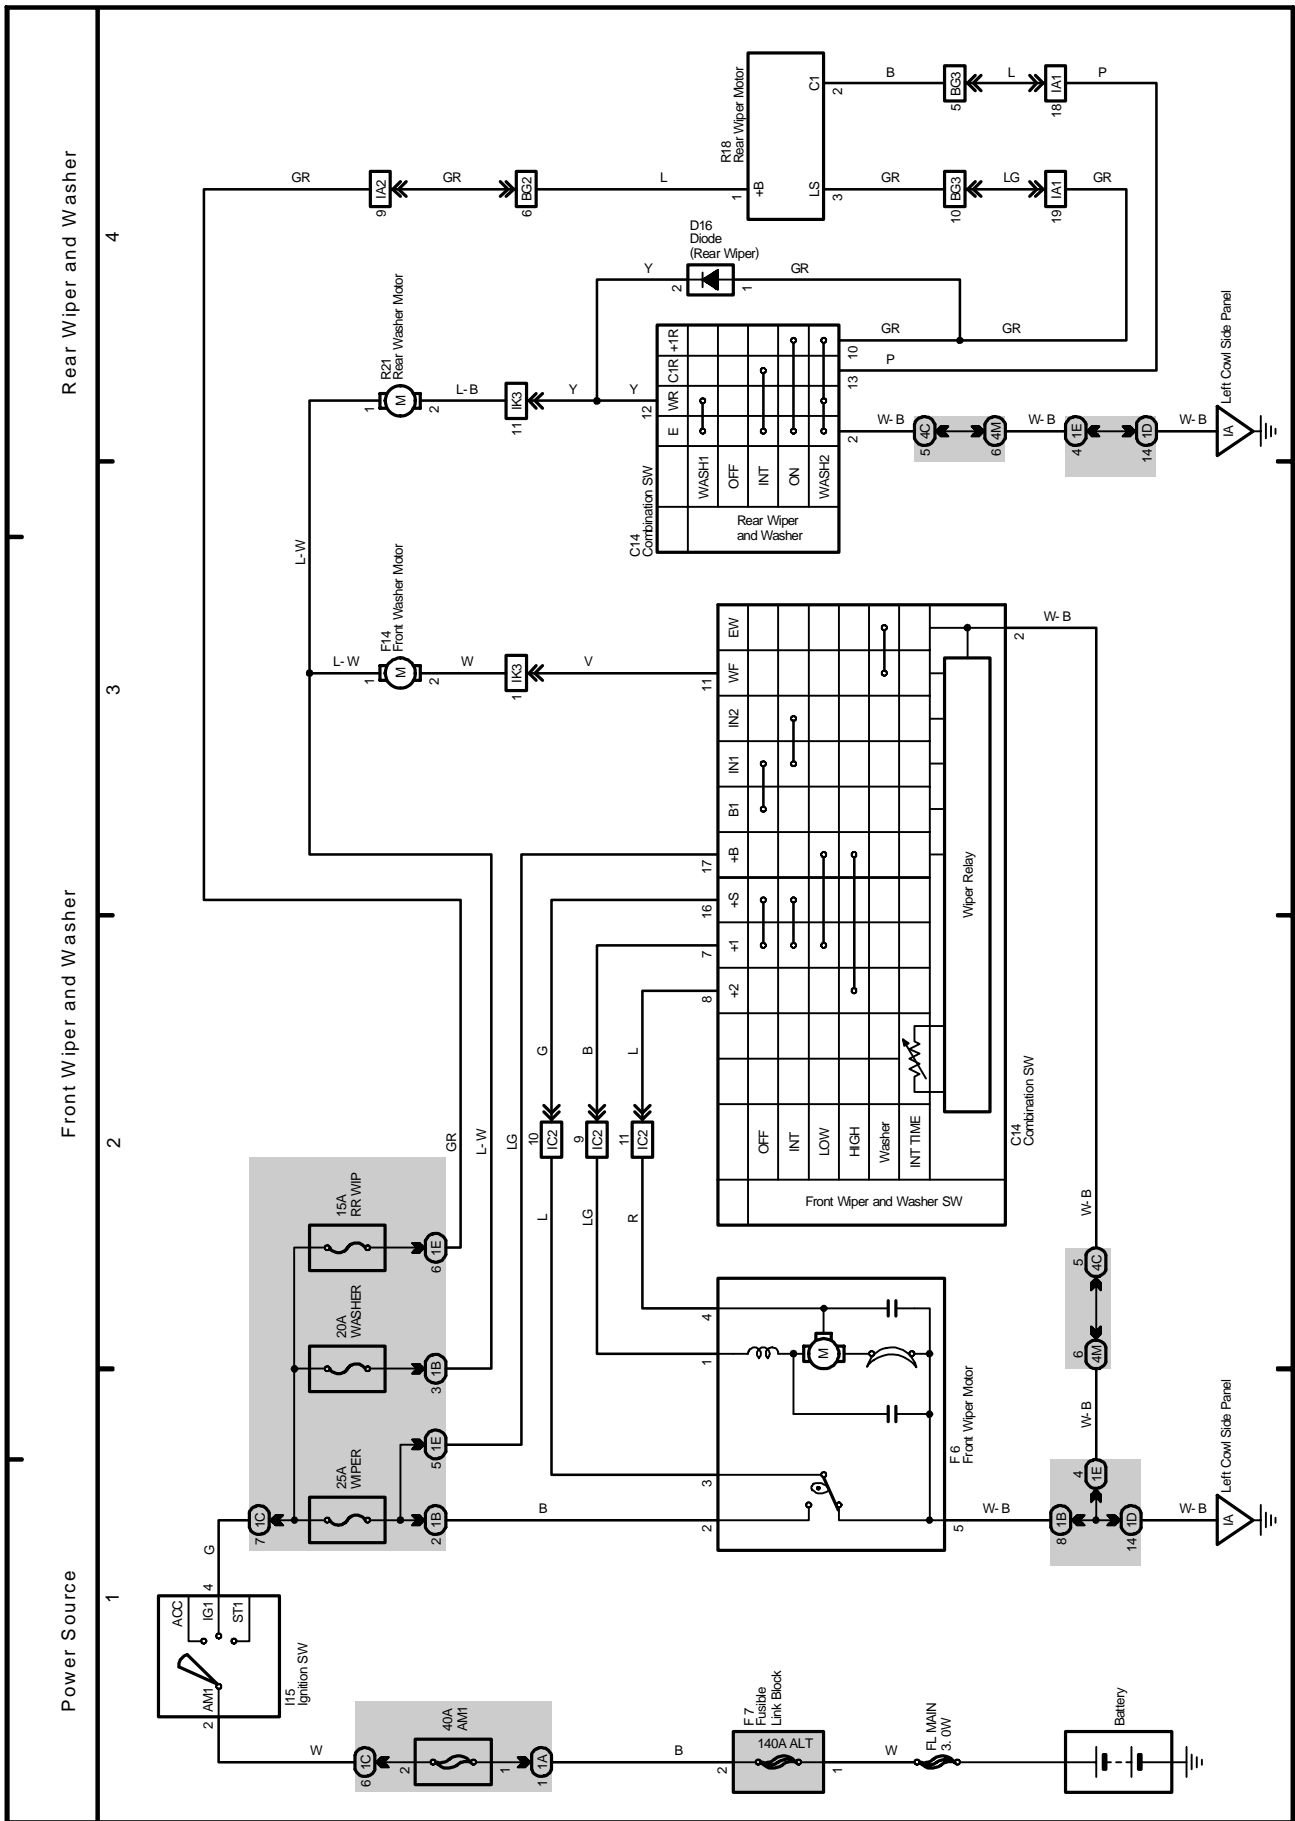 Power Source
Front Wiper and Washer
Rear Wiper and Washer
1
2
3
4
Battery
FL MAIN
3. 0W
W
1
140A ALT
F 7
Fusible
Link Block
2
B
1 1A
1
40A
AM1
2
6 1C
W
2
AM1
ACC
IG1
ST1
I15
Ignition SW
4
G
7 1C
25A
WIPER
20A
WASHER
15A
RR WIP
2 1B
5 1E
3 1B
6 1E
B
LG
L- W
GR
L
LG
R
10 IC2
9 IC2
11 IC2
G
B
L
2
3
1
4
M
5
F 6
Front Wiper Motor
W- B
8 1B
4 1E
14 1D
W- B
IA
Left Cowl Side Panel
W- B
6 4M
5 4C
W- B
8
7
16
17
11
+2
+1
+S
+B
B1
IN1
IN2
WF
EW
OFF
INT
LOW
HIGH
Washer
INT TIME
Front Wiper and Washer SW
Wiper Relay
C14
Combination SW
2
W- B
L- W
L- W
1
M
2
F14
Front Washer Motor
W
1 IK3
V
1
M
2
R21
Rear Washer Motor
L- B
11 IK3
Y
Y
12
C14
Combination SW
E
WR
C1R
+1R
WASH1
OFF
INT
ON
WASH2
Rear Wiper
and Washer
2
13
10
W- B
5 4C
6 4M
W- B
4 1E
14 1D
W- B
IA
Left Cowl Side Panel
P
GR
GR
Y
2
D16
Diode
(Rear Wiper)
1
GR
GR
9 IA2
GR
6 BG2
L
1
+B
R18
Rear Wiper Motor
LS
C1
3
2
GR
B
10 BG3
5 BG3
LG
L
19 IA1
18 IA1
GR
P